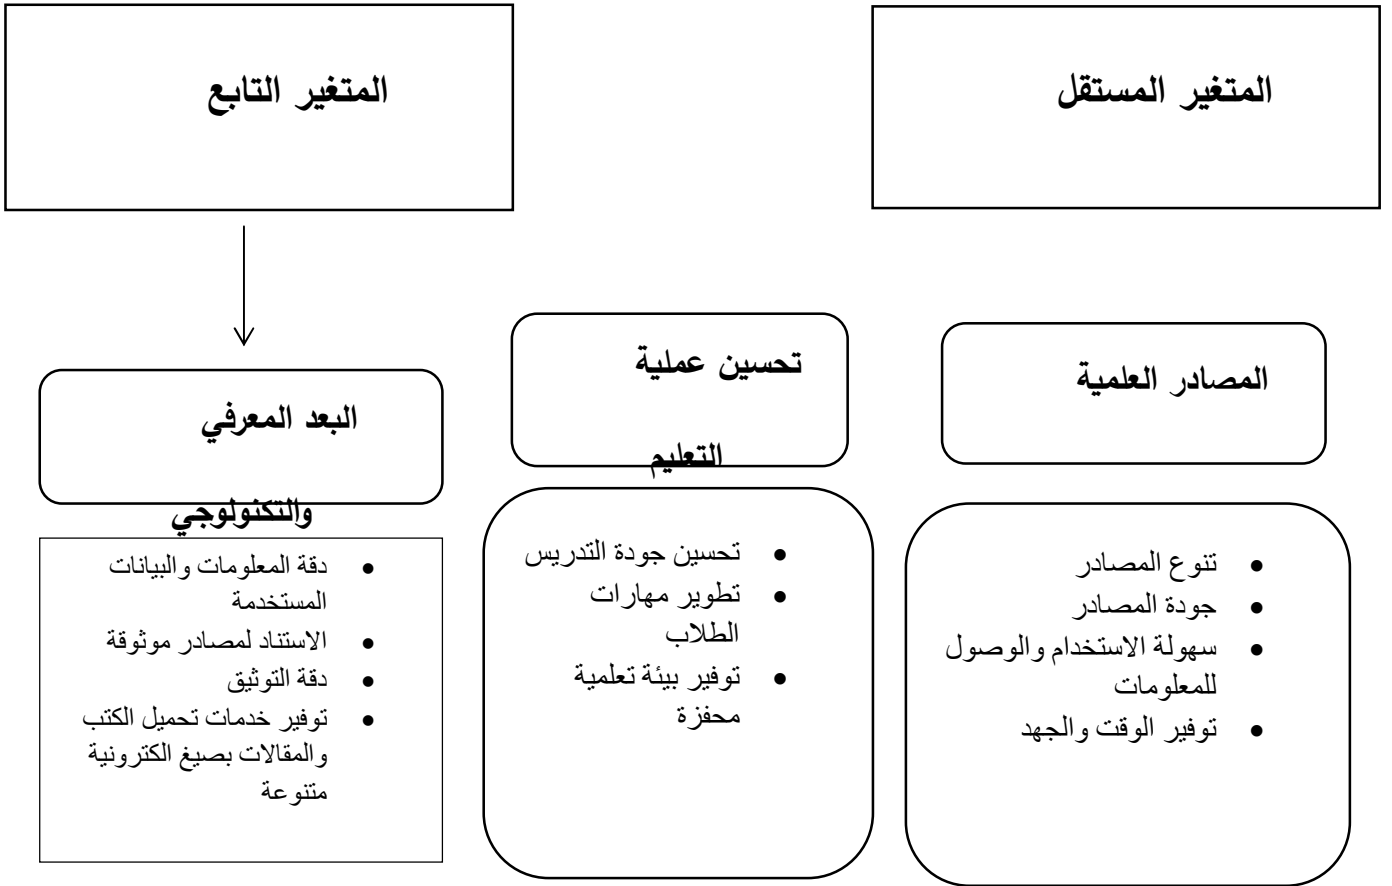 المتغير المستقل
المتغير التابع
المصادر العلمية
تحسين عملية
التعليم
البعد المعرفي
والتكنولوجي
• تنوع المصادر
• جودة المصادر
• سهولة الاستخدام والوصول
للمعلومات
• توفير الوقت والجهد
• تحسين جودة التدريس
• تطوير مهارات
الطلاب
• توفير بيئة تعلمية
محفزة
• دقة المعلومات والبيانات
المستخدمة
• الاستناد لمصادر موثوقة
• دقة التوثيق
• توفير خدمات تحميل الكتب
والمقالات بصيغ الكترونية
متنوعة